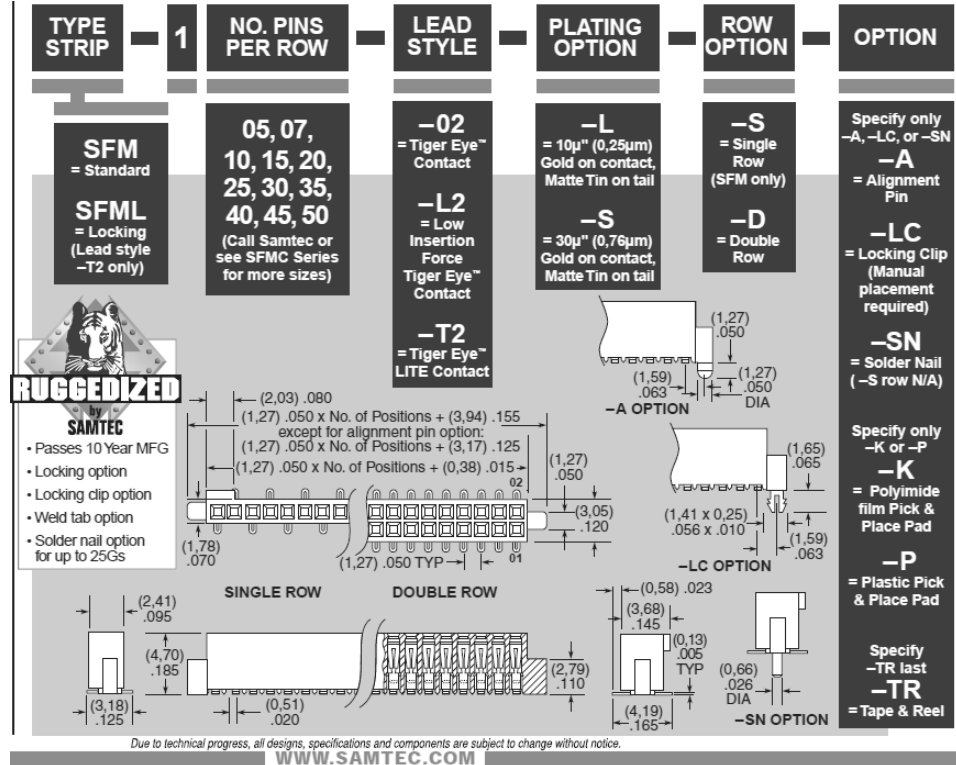 TYPE STRIP
1
NO. PINS PER ROW
LEAD STYLE
PLATING OPTION
ROW OPTION
OPTION
SFM
= Standard
SFML
= Locking
(Lead style
–T2 only)
05, 07,
10, 15, 20,
25, 30, 35,
40, 45, 50
(Call Samtec or
see SFMC Series
for more sizes)
–02
= Tiger Eye™
Contact
–L2
= Low
Insertion
Force
Tiger Eye™
Contact
–T2
= Tiger Eye™
LITE Contact
–L
= 10µ" (0,25µm)
Gold on contact,
Matte Tin on tail
–S
= 30µ" (0,76µm)
Gold on contact,
Matte Tin on tail
–S
= Single
Row
(SFM only)
–D
= Double
Row
Specify only
–A, –LC, or –SN
–A
= Alignment
Pin
–LC
= Locking Clip
(Manual
placement
required)
–SN
= Solder Nail
( –S row N/A)
Specify only
–K or –P
–K
= Polyimide
film Pick &
Place Pad
–P
= Plastic Pick
& Place Pad
Specify
–TR last
–TR
= Tape & Reel
RUGGEDIZED
by
SAMTEC
• Passes 10 Year MFG
• Locking option
• Locking clip option
• Weld tab option
• Solder nail option
for up to 25Gs
(2,03) .080
(1,27) .050 x No. of Positions + (3,94) .155
except for alignment pin option:
(1,27) .050 x No. of Positions + (3,17) .125
(1,27) .050 x No. of Positions + (0,38) .015
(1,27)
.050
02
(3,05)
.120
(1,78)
.070
(1,27) .050 TYP
01
SINGLE ROW
DOUBLE ROW
(1,27)
.050
(1,59)
.063
(1,27)
.050
DIA
–A OPTION
(1,65)
.065
(1,41 x 0,25)
.056 x .010
(1,59)
.063
–LC OPTION
(2,41)
.095
(4,70)
.185
(3,18)
.125
(0,51)
.020
(2,79)
.110
(0,58) .023
(3,68)
.145
(0,13)
.005
TYP
(4,19)
.165
(0,66)
.026
DIA
–SN OPTION
Due to technical progress, all designs, specifications and components are subject to change without notice.
WWW.SAMTEC.COM